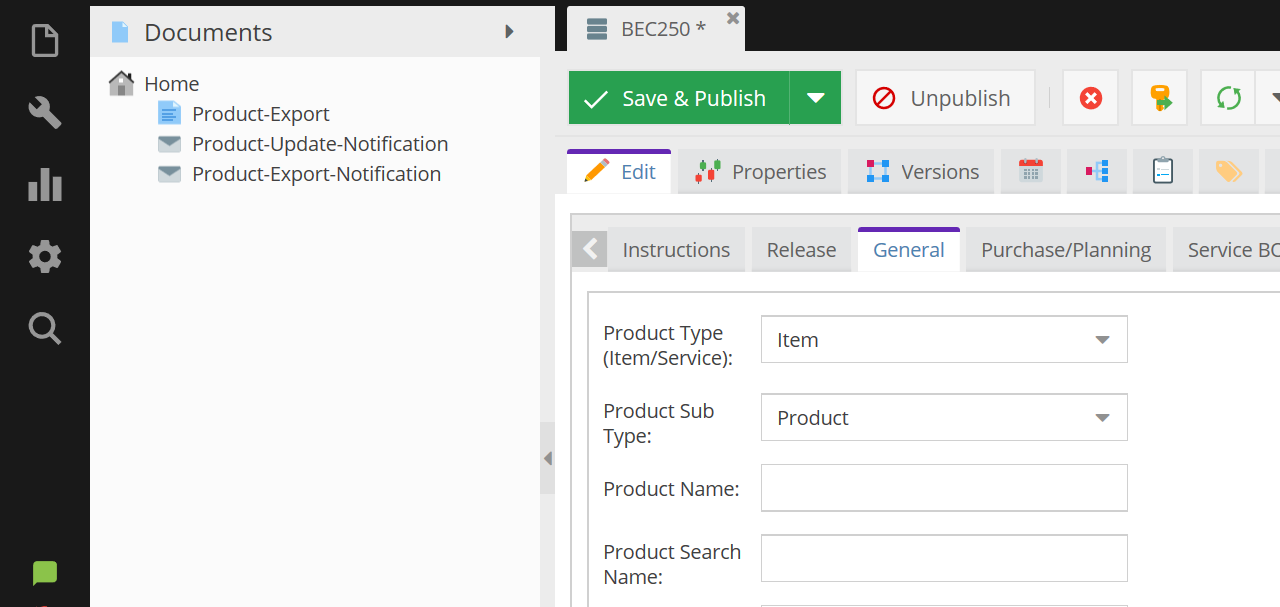 Documents
Home
Product-Export
Product-Update-Notification
Product-Export-Notification
BEC250 *
Save & Publish
Unpublish
Edit
Properties
Versions
Instructions
Release
General
Purchase/Planning
Service BO
Product Type
(Item/Service):
Item
Product Sub
Type:
Product
Product Name:
Product Search
Name: